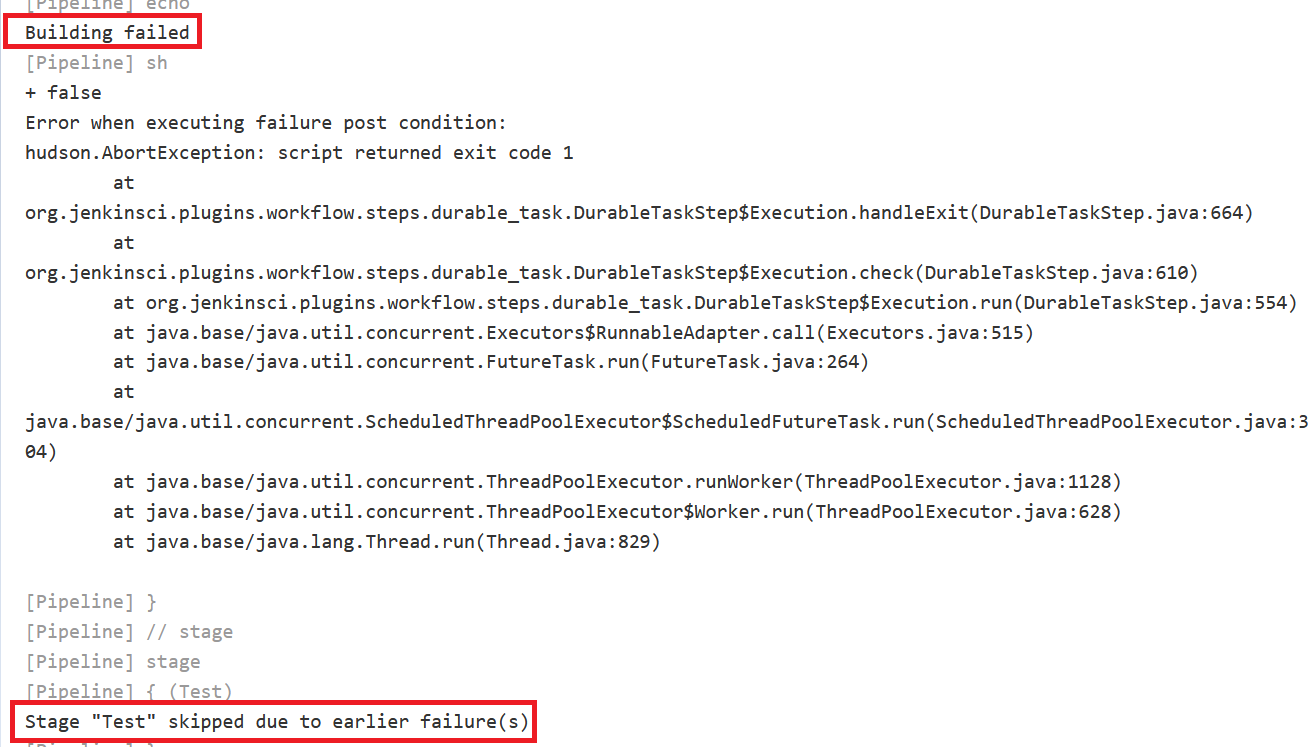 [Pipeline] echo
Building failed
[Pipeline] sh
+ false
Error when executing failure post condition:
hudson.AbortException: script returned exit code 1
at
org.jenkinsci.plugins.workflow.steps.durable_task.DurableTaskStep$Execution.handleExit(DurableTaskStep.java:664)
at
org.jenkinsci.plugins.workflow.steps.durable_task.DurableTaskStep$Execution.check(DurableTaskStep.java:610)
at org.jenkinsci.plugins.workflow.steps.durable_task.DurableTaskStep$Execution.run(DurableTaskStep.java:554)
at java.base/java.util.concurrent.Executors$RunnableAdapter.call(Executors.java:515)
at java.base/java.util.concurrent.FutureTask.run(FutureTask.java:264)
at
java.base/java.util.concurrent.ScheduledThreadPoolExecutor$ScheduledFutureTask.run(ScheduledThreadPoolExecutor.java:3
04)
at java.base/java.util.concurrent.ThreadPoolExecutor.runWorker(ThreadPoolExecutor.java:1128)
at java.base/java.util.concurrent.ThreadPoolExecutor$Worker.run(ThreadPoolExecutor.java:628)
at java.base/java.lang.Thread.run(Thread.java:829)
[Pipeline] }
[Pipeline] // stage
[Pipeline] stage
[Pipeline] { (Test)
Stage "Test" skipped due to earlier failure(s)
[Pipeline] }